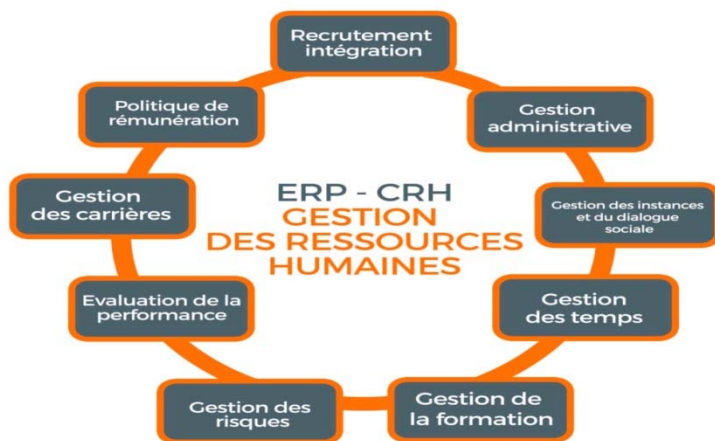 Recrutement
intégration
Gestion
administrative
Gestion des instances
et du dialogue
sociale
Gestion
des temps
Gestion de
la formation
Gestion des
risques
Evaluation de la
performance
Gestion
des carrières
Politique de
rémunération
ERP - CRH
GESTION
DES RESSOURCES
HUMAINES